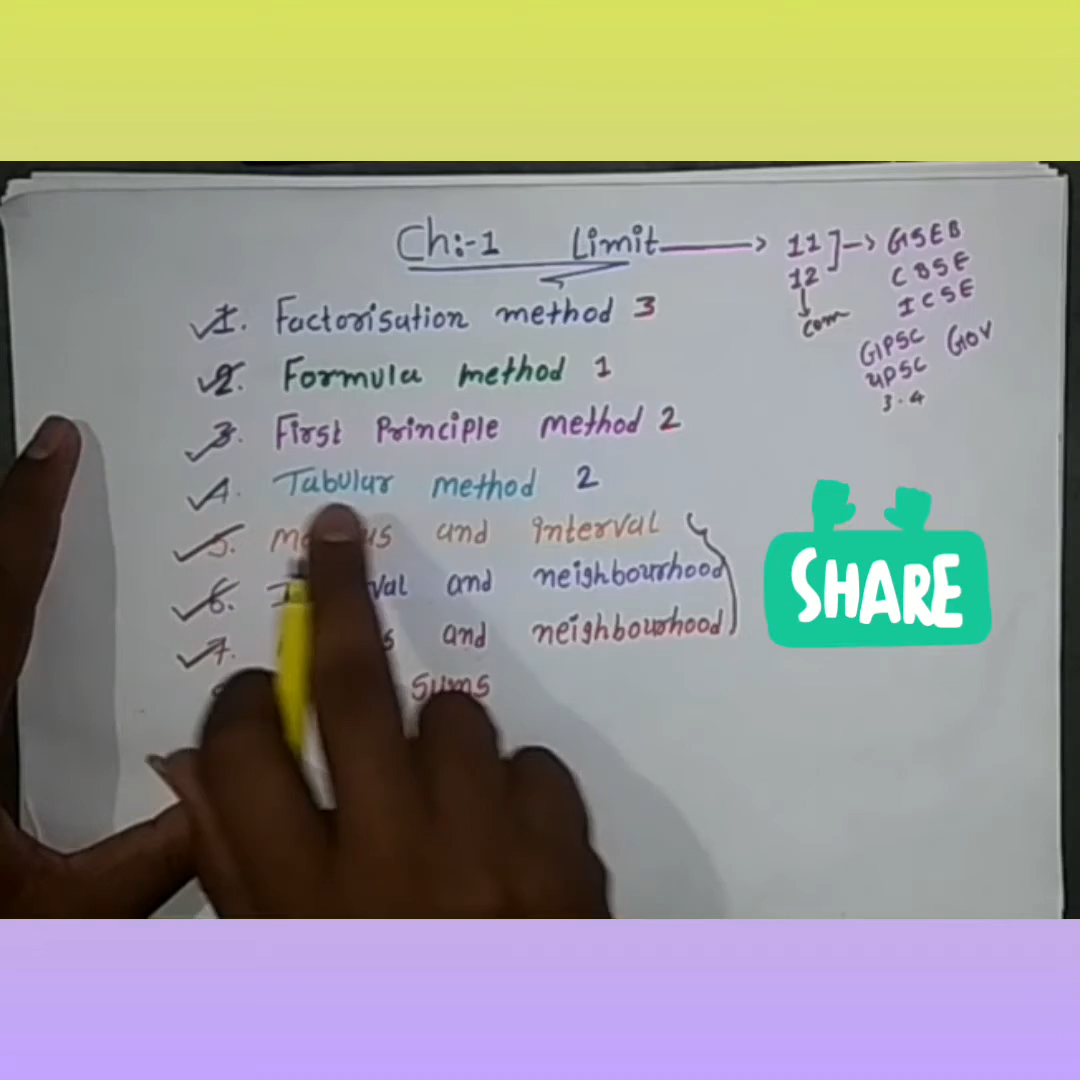 Ch:-1 Limit → 11 ] → GSEB
12 CBSE
↓ ICSE
com
GPSC GOV
UPSC
3-4
1. Factorisation method 3
2. Formula method 1
3. First Principle method 2
4. Tabular method 2
5. and interval
6. and neighbourhood
7. and neighbourhood
sums
SHARE